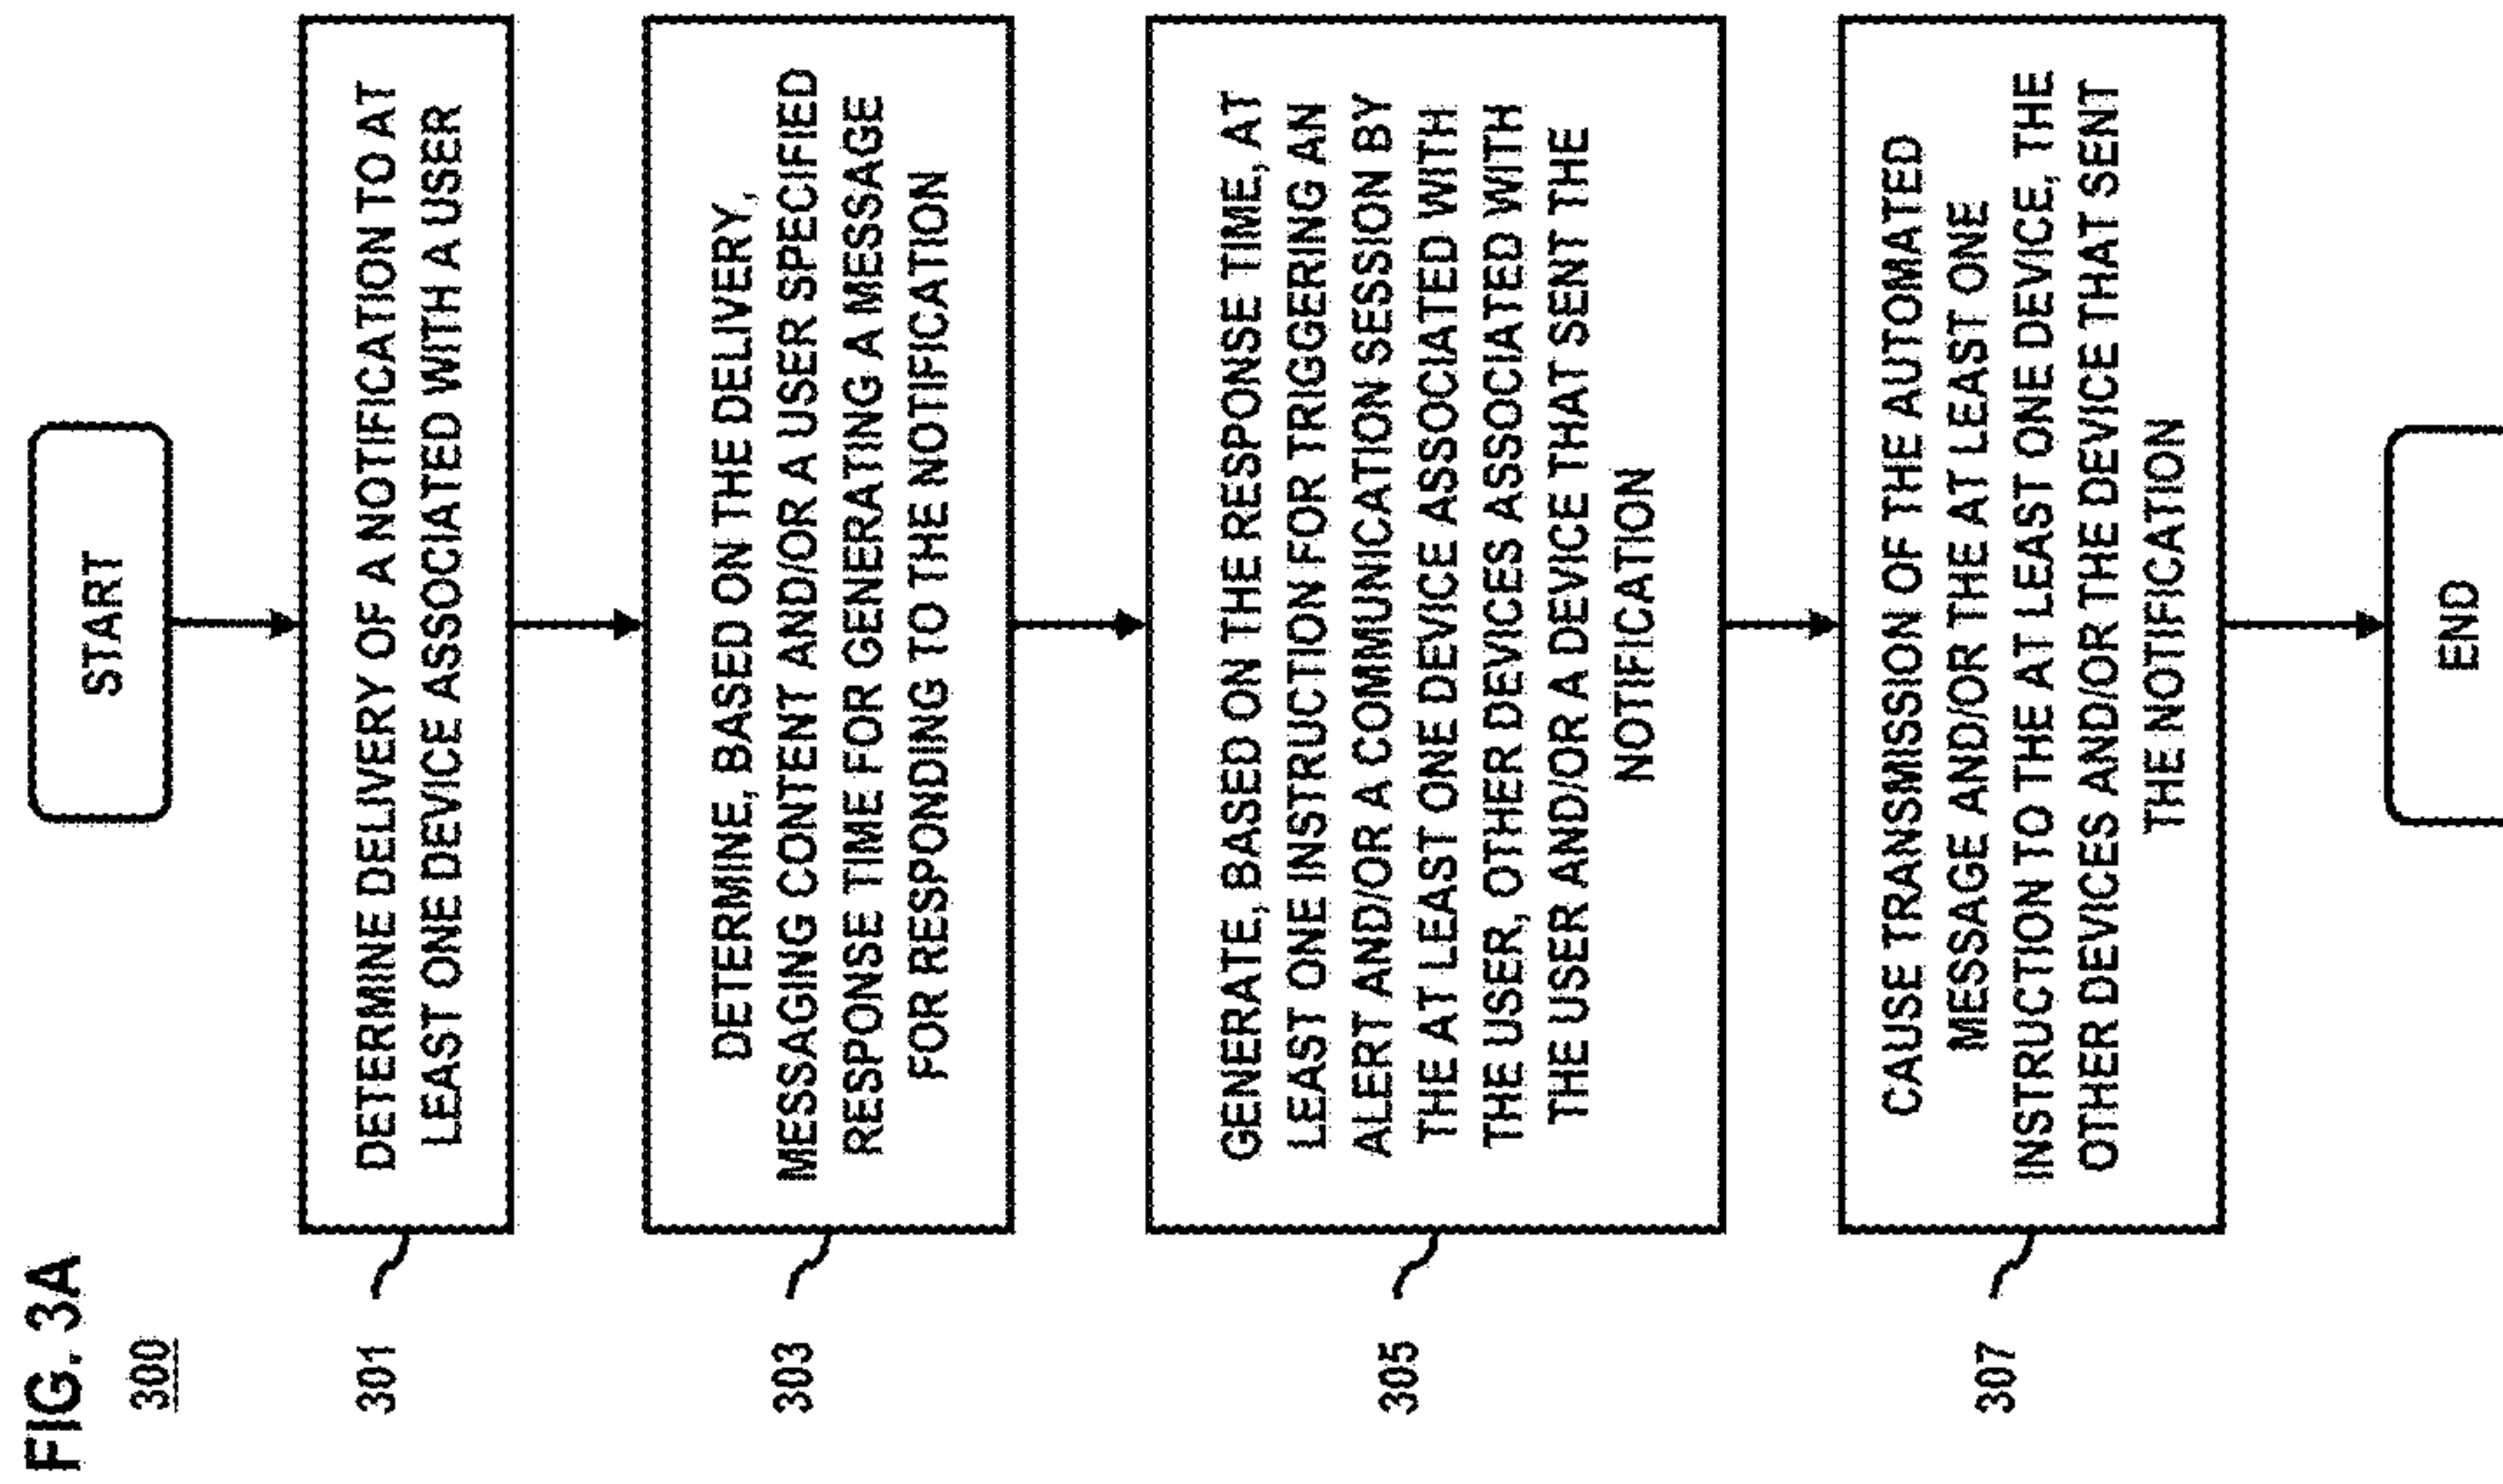 FIG. 3A
300
START
301
DETERMINE DELIVERY OF A NOTIFICATION TO AT
LEAST ONE DEVICE ASSOCIATED WITH A USER
303
DETERMINE, BASED ON THE DELIVERY,
MESSAGING CONTENT AND/OR A USER SPECIFIED
RESPONSE TIME FOR GENERATING A MESSAGE
FOR RESPONDING TO THE NOTIFICATION
305
GENERATE, BASED ON THE RESPONSE TIME, AT
LEAST ONE INSTRUCTION FOR TRIGGERING AN
ALERT AND/OR A COMMUNICATION SESSION BY
THE AT LEAST ONE DEVICE ASSOCIATED WITH
THE USER, OTHER DEVICES ASSOCIATED WITH
THE USER AND/OR A DEVICE THAT SENT THE
NOTIFICATION
307
CAUSE TRANSMISSION OF THE AUTOMATED
MESSAGE AND/OR THE AT LEAST ONE
INSTRUCTION TO THE AT LEAST ONE DEVICE, THE
OTHER DEVICES AND/OR THE DEVICE THAT SENT
THE NOTIFICATION
END